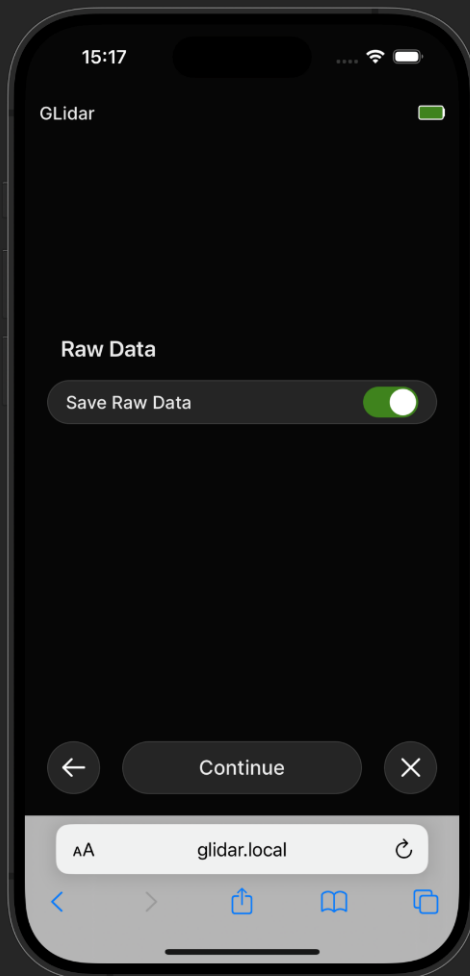 15:17
GLidar
Raw Data
Save Raw Data
Continue
AA
glidar.local